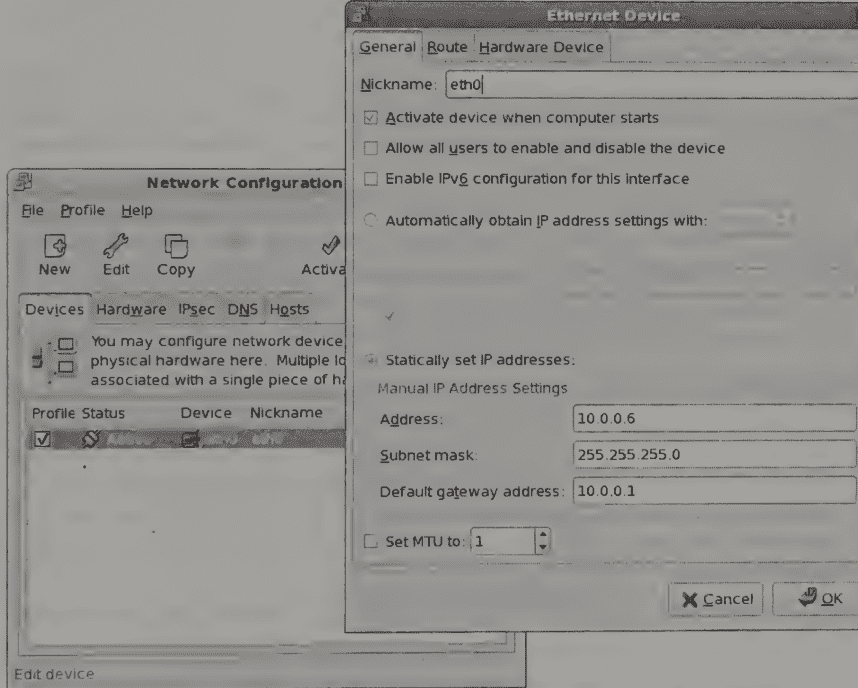 Ethernet Device
General Route Hardware Device
Nickname: eth0
Activate device when computer starts
Allow all users to enable and disable the device
Enable IPv6 configuration for this interface
Automatically obtain IP address settings with:
Statically set IP addresses:
Manual IP Address Settings
Address: 10.0.0.6
Subnet mask: 255.255.255.0
Default gateway address: 10.0.0.1
Set MTU to: 1
Cancel OK
Network Configuration
File Profile Help
New Edit Copy Activa
Devices Hardware IPsec DNS Hosts
You may configure network device
physical hardware here. Multiple lo
associated with a single piece of ha
Profile Status Device Nickname
Edit device